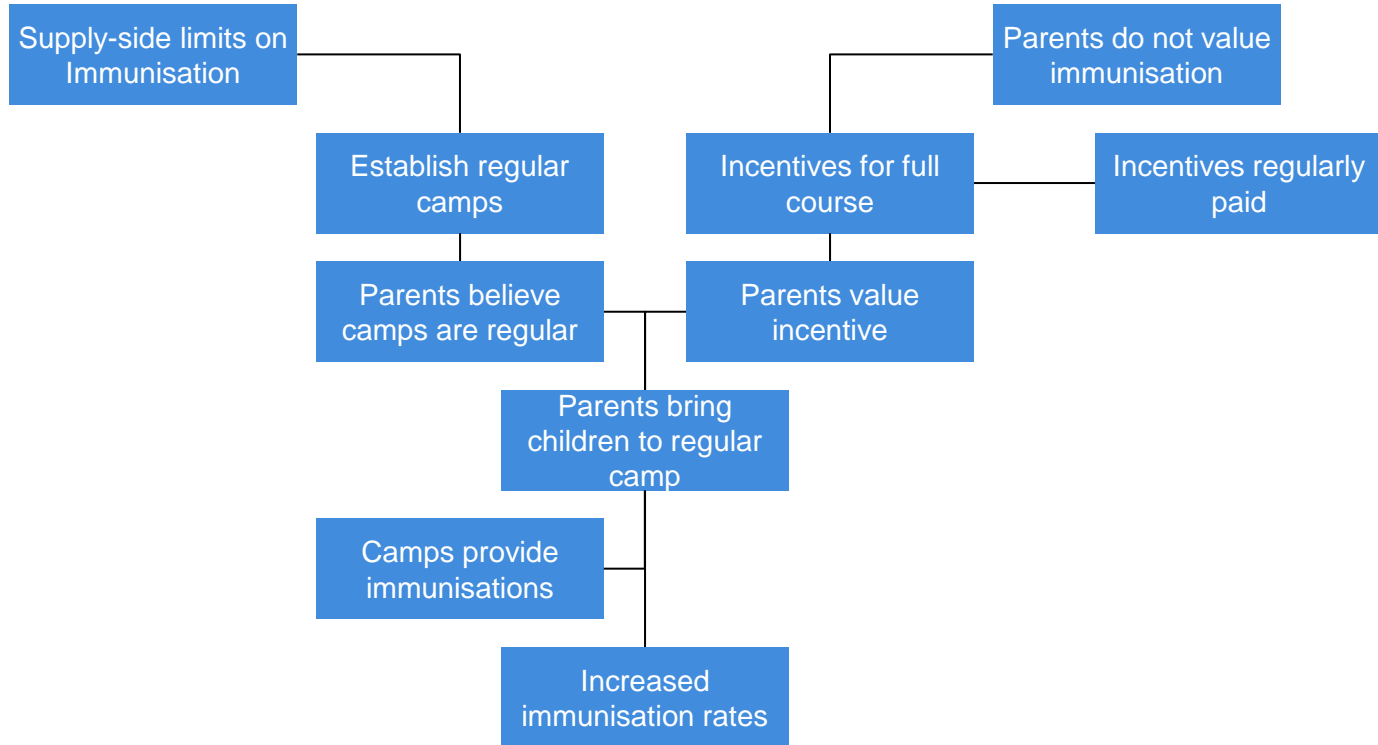 Supply-side limits on
Immunisation
Parents do not value
immunisation
Establish regular
camps
Incentives for full
course
Incentives regularly
paid
Parents believe
camps are regular
Parents value
incentive
Parents bring
children to regular
camp
Camps provide
immunisations
Increased
immunisation rates